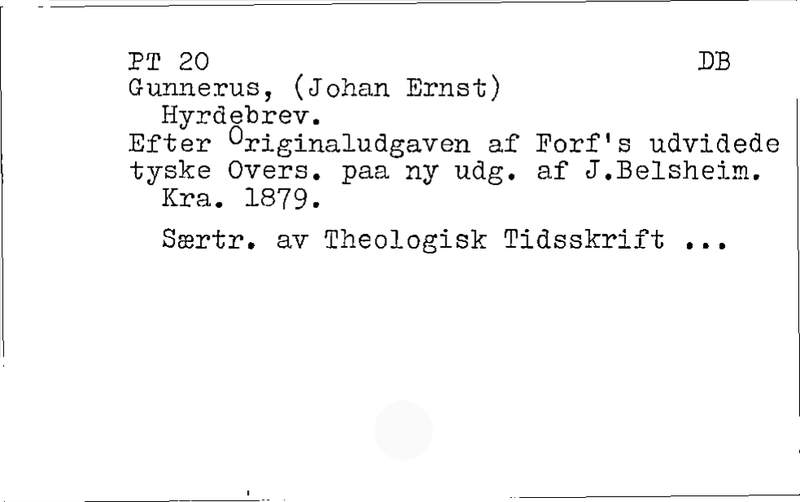 PT 20 DB
Gunnerus, (Johan Ernst)
Hyrdebrev.
Efter Originaludgaven af Forf's udvidede
tyske Overs. paa ny udg. af J.Belsheim.
Kra. 1879.
Særtr. av Theologisk Tidsskrift ...